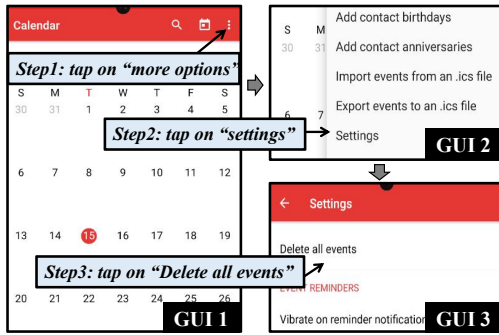 Calendar
Step1: tap on “more options”
S M T W T F S
30 31 1 2 3 4 5
6 7 8 9 10 11 12
13 14 15 16 17 18 19
20 21 22 23 24 25 26
GUI 1
S M
30 31
6 7
Add contact birthdays
Add contact anniversaries
Import events from an .ics file
Export events to an .ics file
Settings
Step2: tap on “settings”
GUI 2
Settings
Delete all events
Step3: tap on “Delete all events”
EVENT REMINDERS
Vibrate on reminder notification
GUI 3